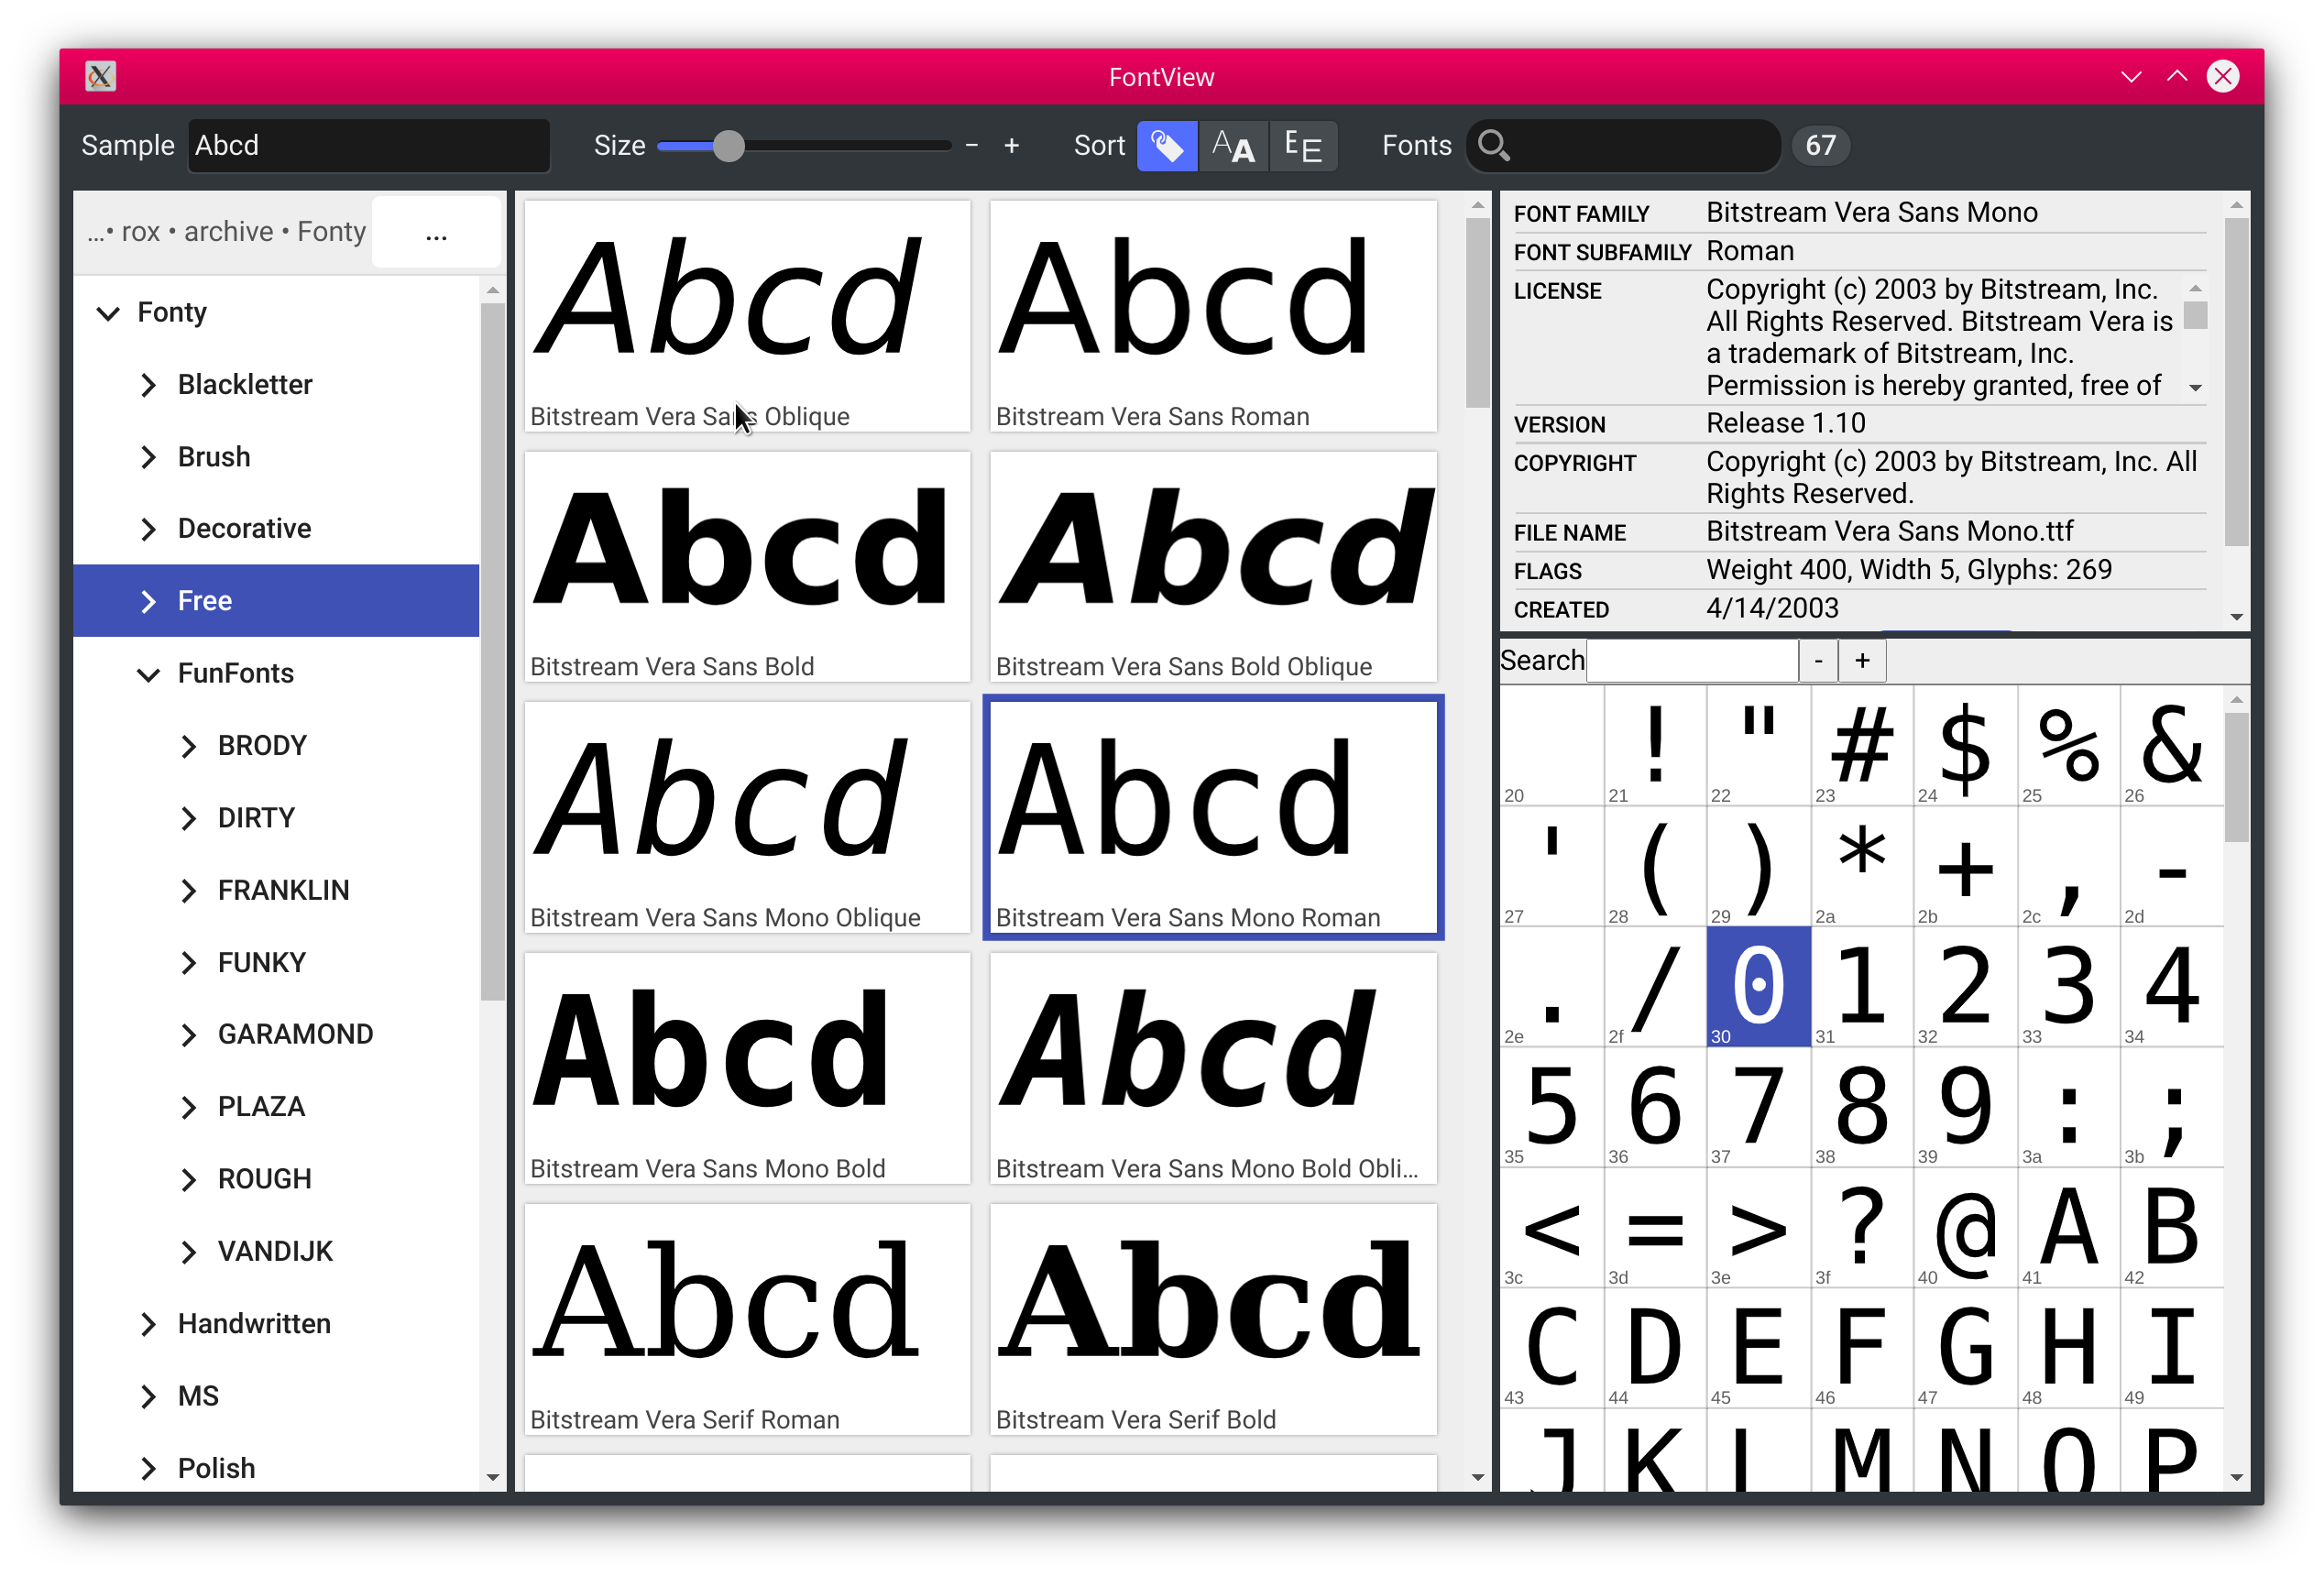 FontView
Sample Abcd Size − + Sort AA EE Fonts 67
...• rox • archive • Fonty ...
Fonty
Blackletter
Brush
Decorative
Free
FunFonts
BRODY
DIRTY
FRANKLIN
FUNKY
GARAMOND
PLAZA
ROUGH
VANDIJK
Handwritten
MS
Polish
Abcd
Bitstream Vera Sans Oblique
Abcd
Bitstream Vera Sans Roman
Abcd
Bitstream Vera Sans Bold
Abcd
Bitstream Vera Sans Bold Oblique
Abcd
Bitstream Vera Sans Mono Oblique
Abcd
Bitstream Vera Sans Mono Roman
Abcd
Bitstream Vera Sans Mono Bold
Abcd
Bitstream Vera Sans Mono Bold Obli...
Abcd
Bitstream Vera Serif Roman
Abcd
Bitstream Vera Serif Bold
FONT FAMILY Bitstream Vera Sans Mono
FONT SUBFAMILY Roman
LICENSE Copyright (c) 2003 by Bitstream, Inc.
All Rights Reserved. Bitstream Vera is
a trademark of Bitstream, Inc.
Permission is hereby granted, free of
VERSION Release 1.10
COPYRIGHT Copyright (c) 2003 by Bitstream, Inc. All
Rights Reserved.
FILE NAME Bitstream Vera Sans Mono.ttf
FLAGS Weight 400, Width 5, Glyphs: 269
CREATED 4/14/2003
Search - +
! " # $ % &
20 21 22 23 24 25 26
' ( ) * + , -
27 28 29 2a 2b 2c 2d
. / 0 1 2 3 4
2e 2f 30 31 32 33 34
5 6 7 8 9 : ;
35 36 37 38 39 3a 3b
< = > ? @ A B
3c 3d 3e 3f 40 41 42
C D E F G H I
43 44 45 46 47 48 49
J K L M N O P